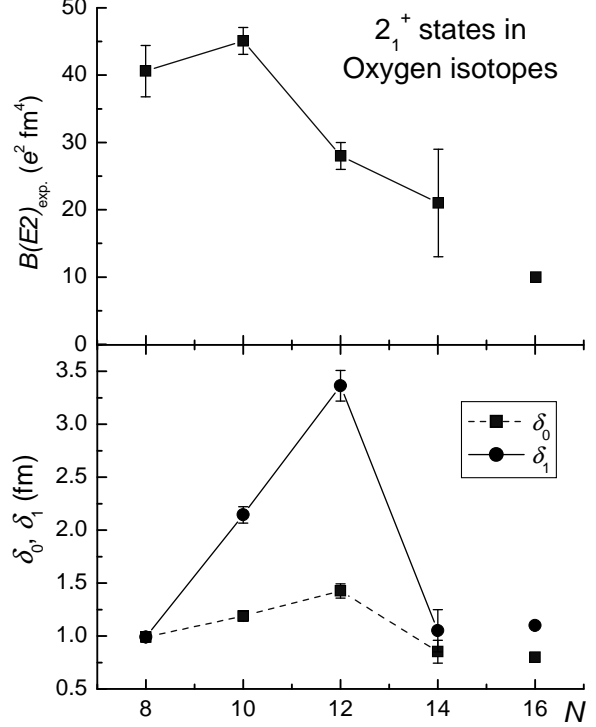 2₁⁺ states in
Oxygen isotopes
B(E2)exp. (e² fm⁴)
50
40
30
20
10
0
δ₀, δ₁ (fm)
3.5
3.0
2.5
2.0
1.5
1.0
0.5
δ₀
δ₁
8 10 12 14 16 N